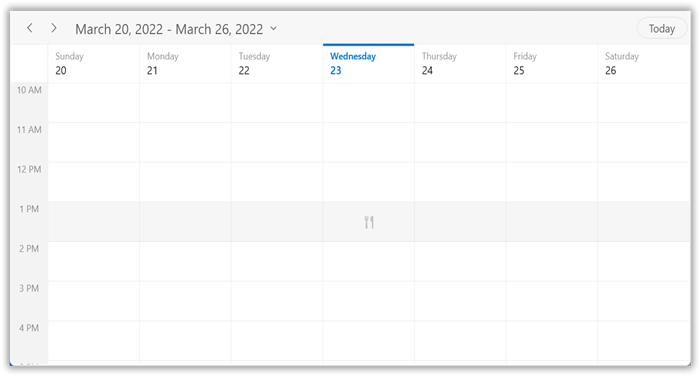 March 20, 2022 - March 26, 2022
Today
Sunday Monday Tuesday Wednesday Thursday Friday Saturday
20 21 22 23 24 25 26
10 AM
11 AM
12 PM
1 PM
2 PM
3 PM
4 PM